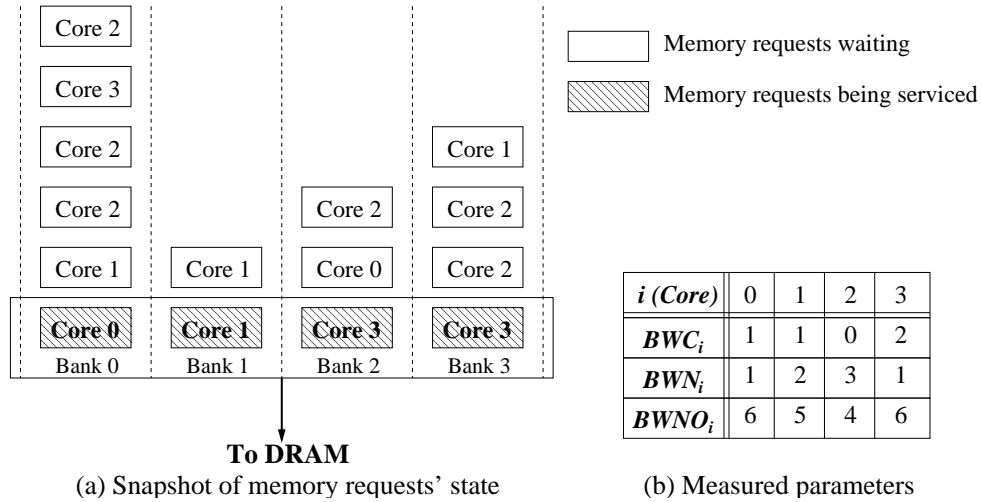 Core 2
Memory requests waiting
Core 3
Memory requests being serviced
Core 2
Core 1
Core 2
Core 2
Core 2
Core 1
Core 1
Core 0
Core 2
Core 0
Core 1
Core 3
Core 3
Bank 0
Bank 1
Bank 2
Bank 3
To DRAM
(a) Snapshot of memory requests' state
i (Core) 0 1 2 3
BWCi 1 1 0 2
BWNi 1 2 3 1
BWNOi 6 5 4 6
(b) Measured parameters